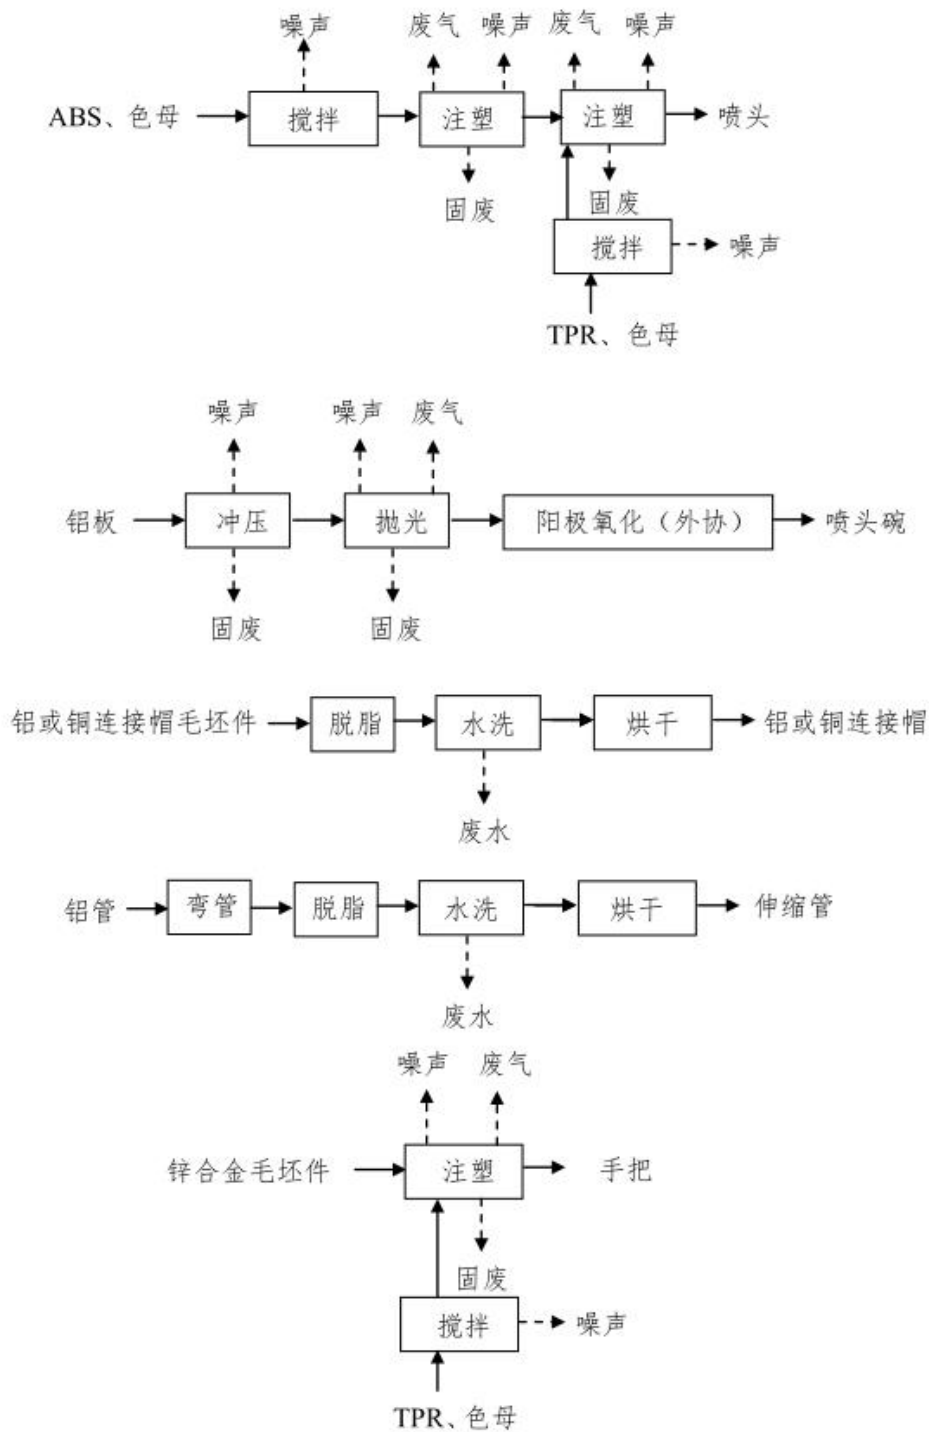 噪声 废气 噪声 废气 噪声
ABS、色母 搅拌 注塑 注塑 喷头
固废 固废
搅拌 噪声
TPR、色母
噪声 噪声 废气
铝板 冲压 抛光 阳极氧化（外协） 喷头碗
固废 固废
铝或铜连接帽毛坯件 脱脂 水洗 烘干 铝或铜连接帽
废水
铝管 弯管 脱脂 水洗 烘干 伸缩管
废水
噪声 废气
锌合金毛坯件 注塑 手把
固废
搅拌 噪声
TPR、色母